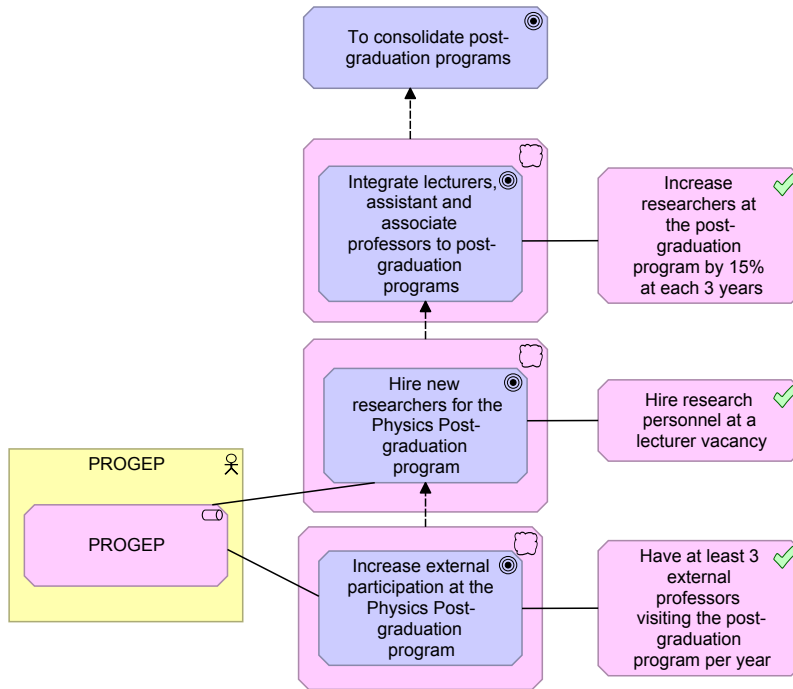 To consolidate post-
graduation programs
Integrate lecturers,
assistant and
associate
professors to post-
graduation
programs
Increase
researchers at
the post-
graduation
program by 15%
at each 3 years
Hire new
researchers for the
Physics Post-
graduation
program
Hire research
personnel at a
lecturer vacancy
PROGEP
PROGEP
Increase external
participation at the
Physics Post-
graduation
program
Have at least 3
external
professors
visiting the post-
graduation
program per year